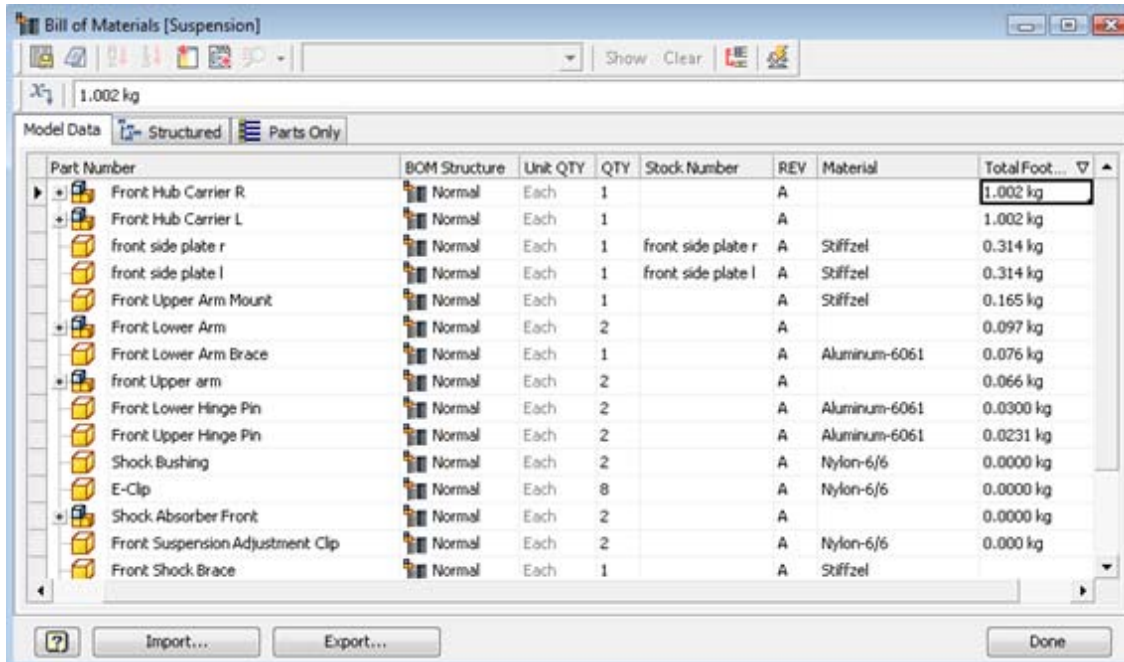 Bill of Materials [Suspension]
Show Clear
1.002 kg
Model Data Structured Parts Only
Part Number BOM Structure Unit QTY QTY Stock Number REV Material Total Foot...
Front Hub Carrier R Normal Each 1 A 1.002 kg
Front Hub Carrier L Normal Each 1 A 1.002 kg
front side plate r Normal Each 1 front side plate r A Stiffzel 0.314 kg
front side plate l Normal Each 1 front side plate l A Stiffzel 0.314 kg
Front Upper Arm Mount Normal Each 1 A Stiffzel 0.165 kg
Front Lower Arm Normal Each 2 A 0.097 kg
Front Lower Arm Brace Normal Each 1 A Aluminum-6061 0.076 kg
front Upper arm Normal Each 2 A 0.066 kg
Front Lower Hinge Pin Normal Each 2 A Aluminum-6061 0.0300 kg
Front Upper Hinge Pin Normal Each 2 A Aluminum-6061 0.0231 kg
Shock Bushing Normal Each 2 A Nylon-6/6 0.0000 kg
E-Clip Normal Each 8 A Nylon-6/6 0.0000 kg
Shock Absorber Front Normal Each 2 A 0.0000 kg
Front Suspension Adjustment Clip Normal Each 2 A Nylon-6/6 0.000 kg
Front Shock Brace Normal Each 1 A Stiffzel
Import... Export... Done